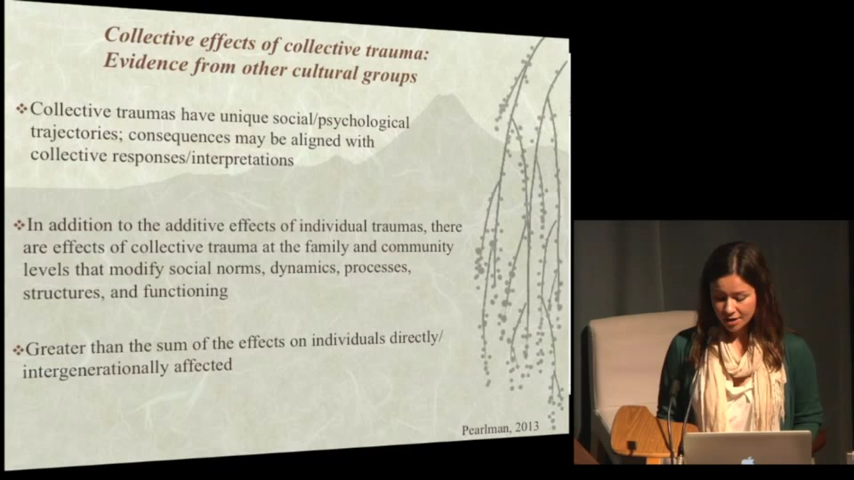 Collective effects of collective trauma:
Evidence from other cultural groups
❖Collective traumas have unique social/psychological
trajectories; consequences may be aligned with
collective responses/interpretations
❖In addition to the additive effects of individual traumas, there
are effects of collective trauma at the family and community
levels that modify social norms, dynamics, processes,
structures, and functioning
❖Greater than the sum of the effects on individuals directly/
intergenerationally affected
Pearlman, 2013